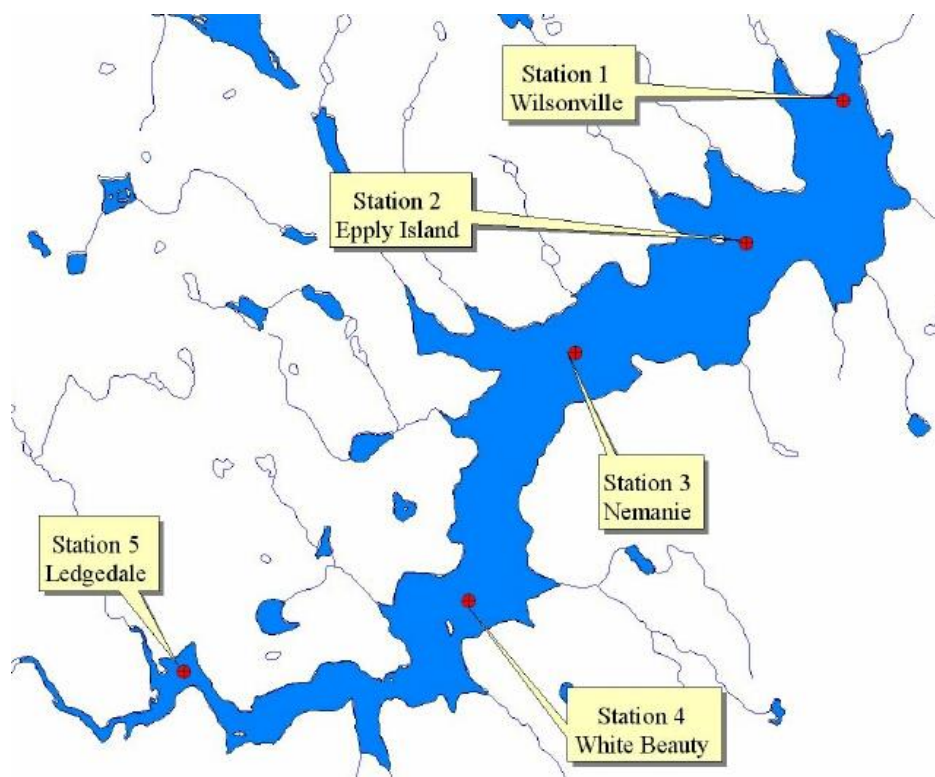 Station 1
Wilsonville
Station 2
Epply Island
Station 3
Nemanie
Station 5
Ledgedale
Station 4
White Beauty